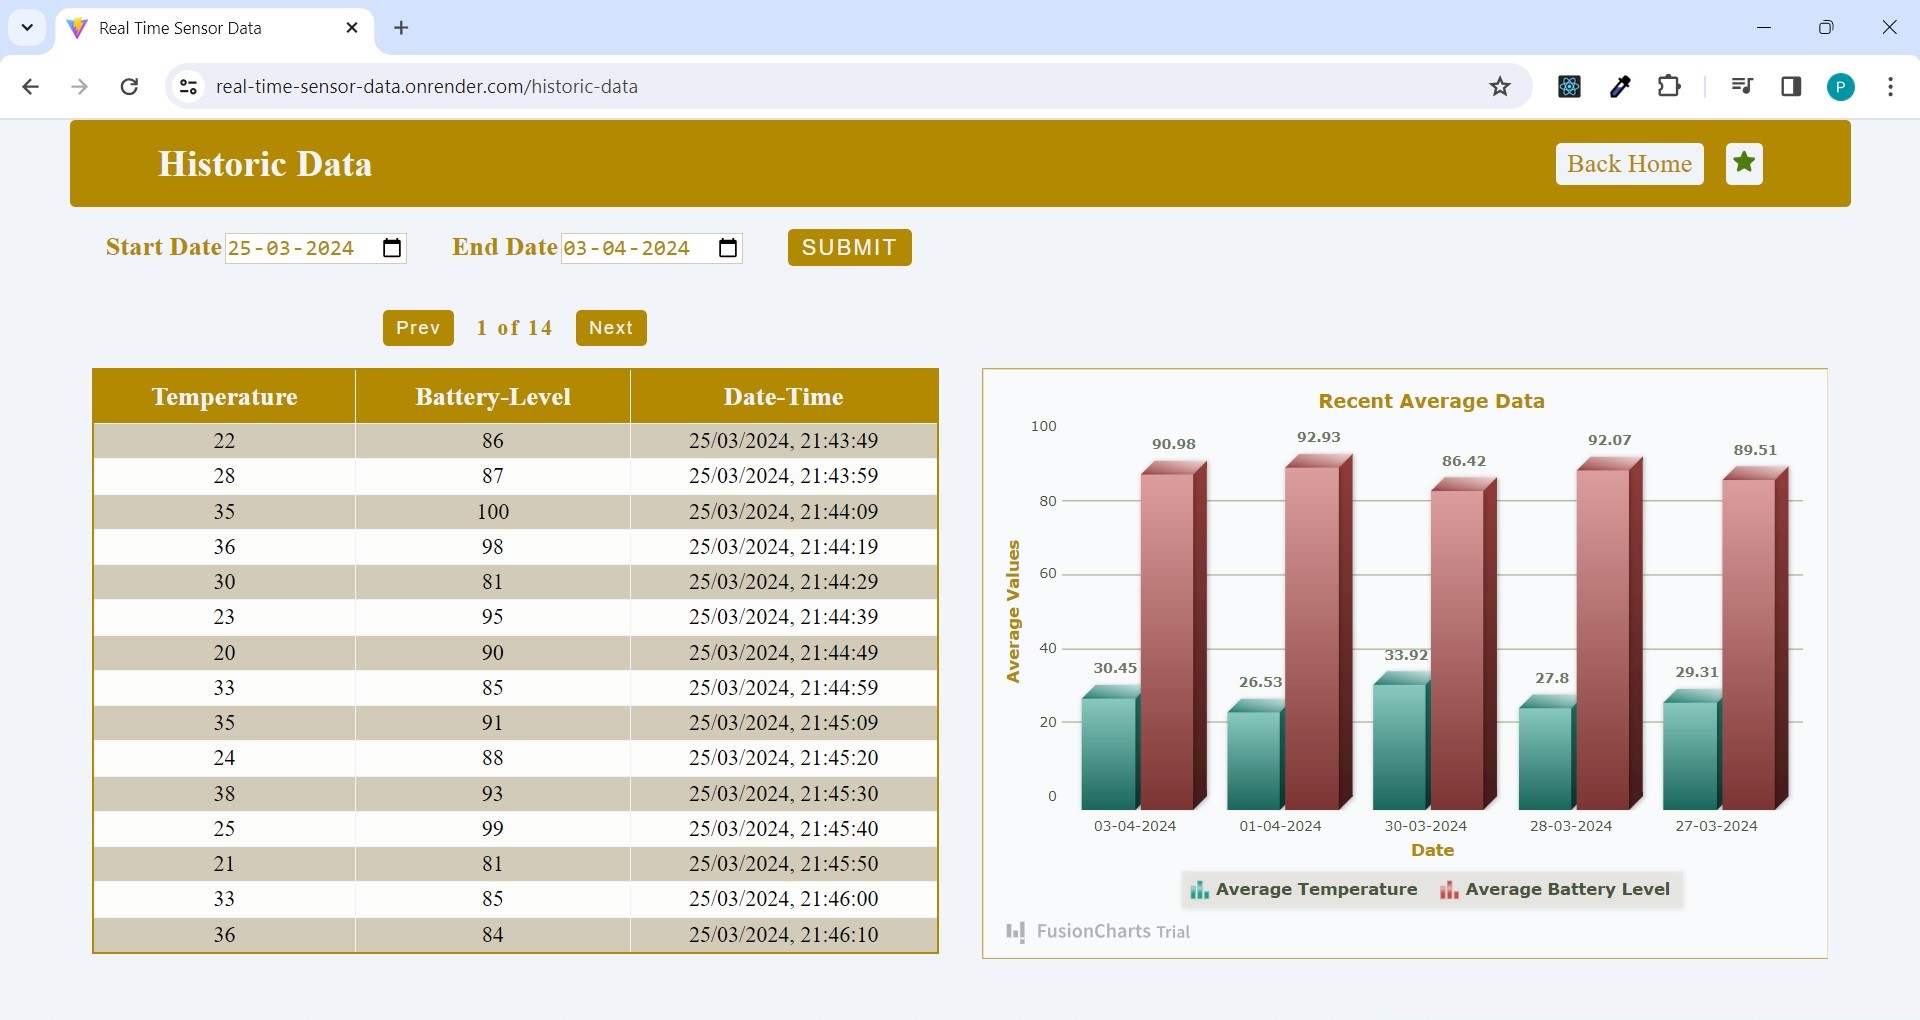 Real Time Sensor Data
real-time-sensor-data.onrender.com/historic-data
P
Historic Data
Back Home
Start Date 25-03-2024 End Date 03-04-2024 SUBMIT
Prev 1 of 14 Next
Temperature Battery-Level Date-Time
22 86 25/03/2024, 21:43:49
28 87 25/03/2024, 21:43:59
35 100 25/03/2024, 21:44:09
36 98 25/03/2024, 21:44:19
30 81 25/03/2024, 21:44:29
23 95 25/03/2024, 21:44:39
20 90 25/03/2024, 21:44:49
33 85 25/03/2024, 21:44:59
35 91 25/03/2024, 21:45:09
24 88 25/03/2024, 21:45:20
38 93 25/03/2024, 21:45:30
25 99 25/03/2024, 21:45:40
21 81 25/03/2024, 21:45:50
33 85 25/03/2024, 21:46:00
36 84 25/03/2024, 21:46:10
Recent Average Data
Average Values
100
80
60
40
20
0
90.98 92.93 86.42 92.07 89.51
30.45 26.53 33.92 27.8 29.31
03-04-2024 01-04-2024 30-03-2024 28-03-2024 27-03-2024
Date
Average Temperature Average Battery Level
FusionCharts Trial